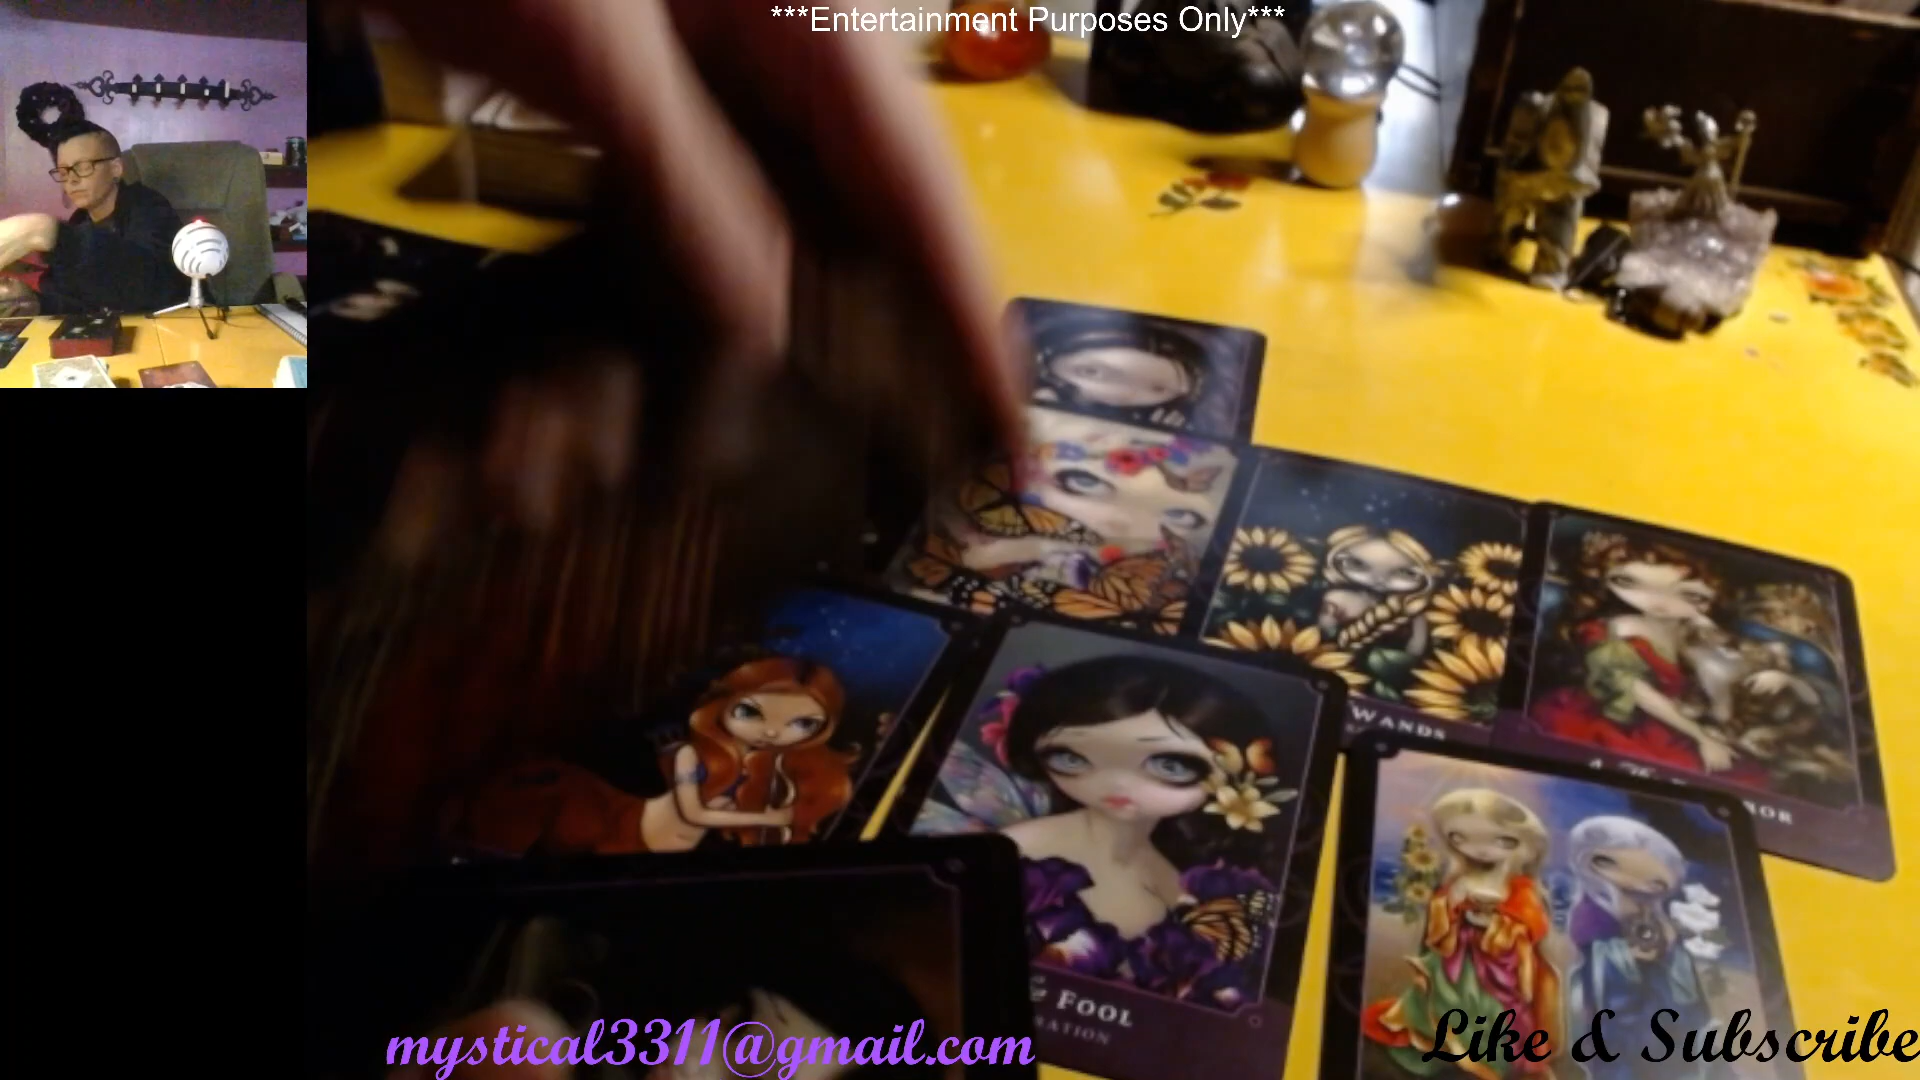 ***Entertainment Purposes Only***
WANDS
FOOL
mystical3311@gmail.com
Like & Subscribe